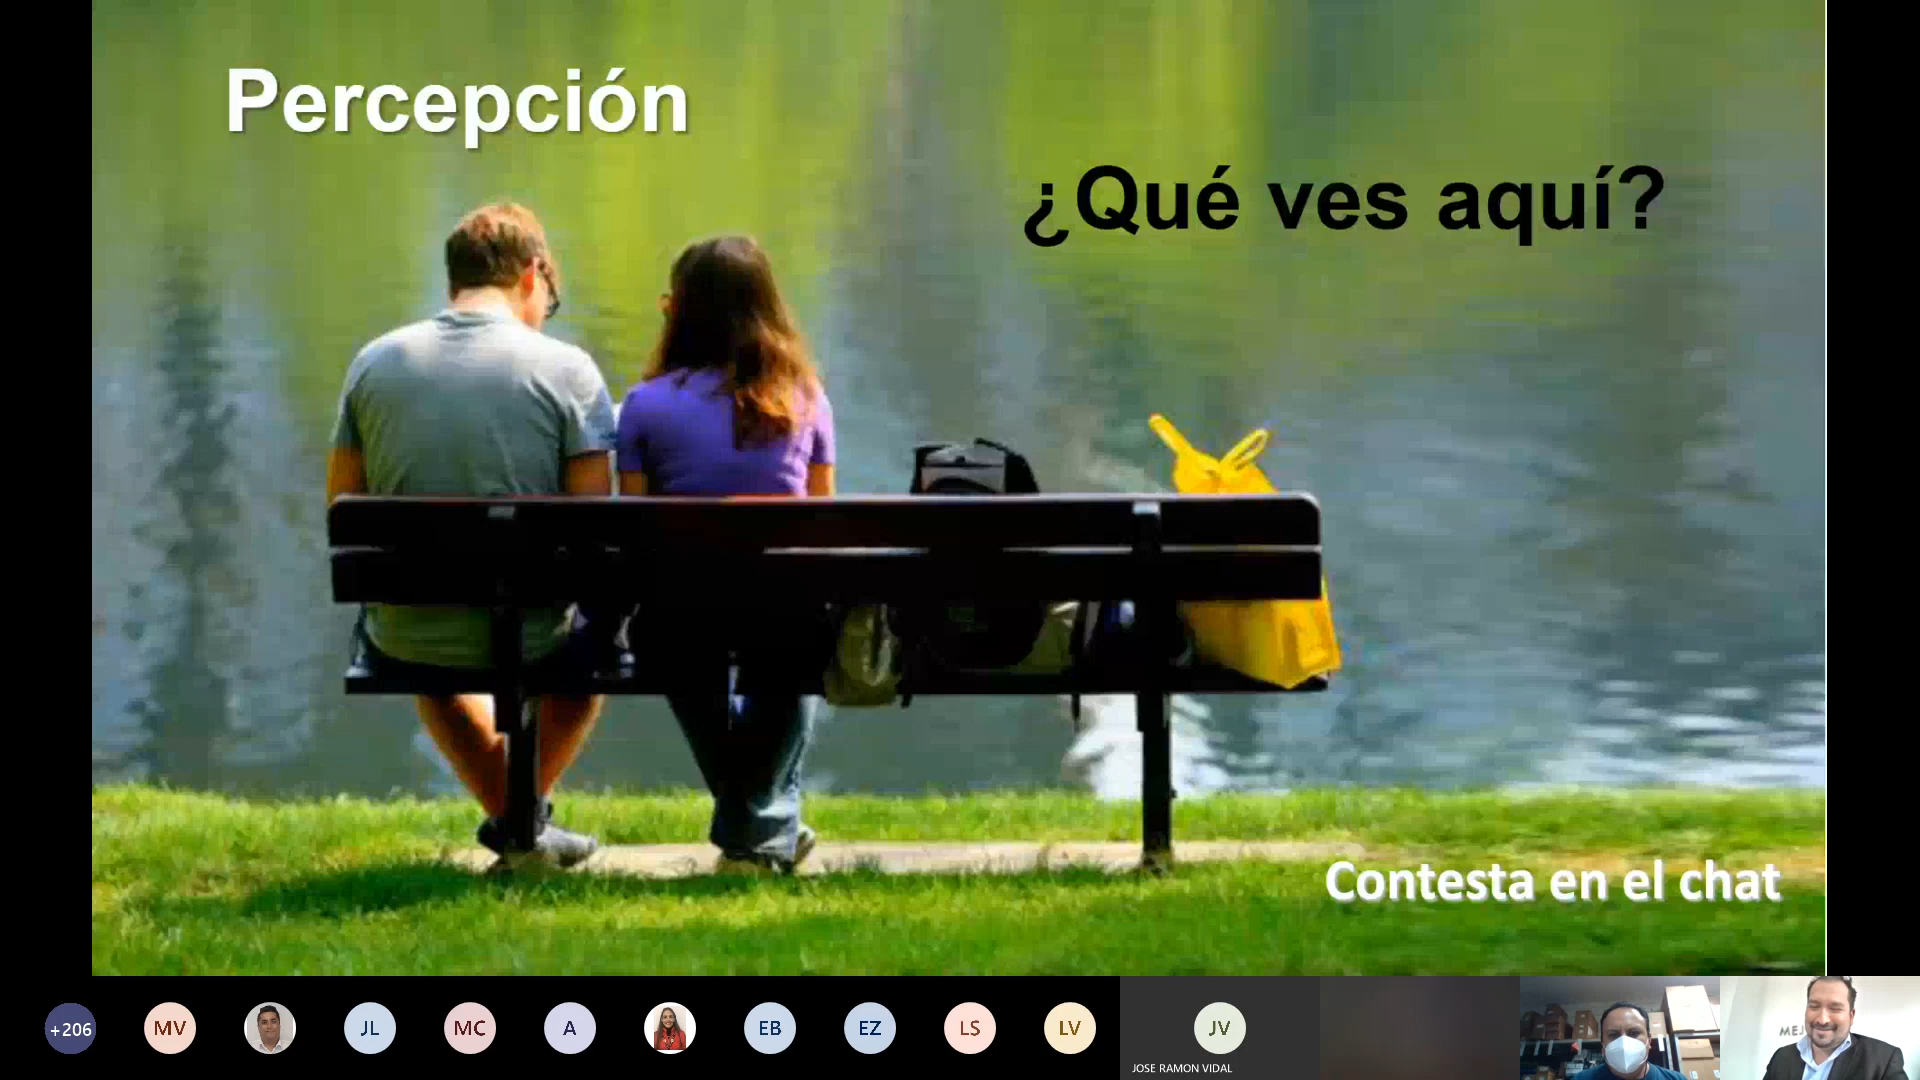 Percepción
¿Qué ves aquí?
Contesta en el chat
+206
MV
JL
MC
A
EB
EZ
LS
LV
JV
JOSE RAMON VIDAL